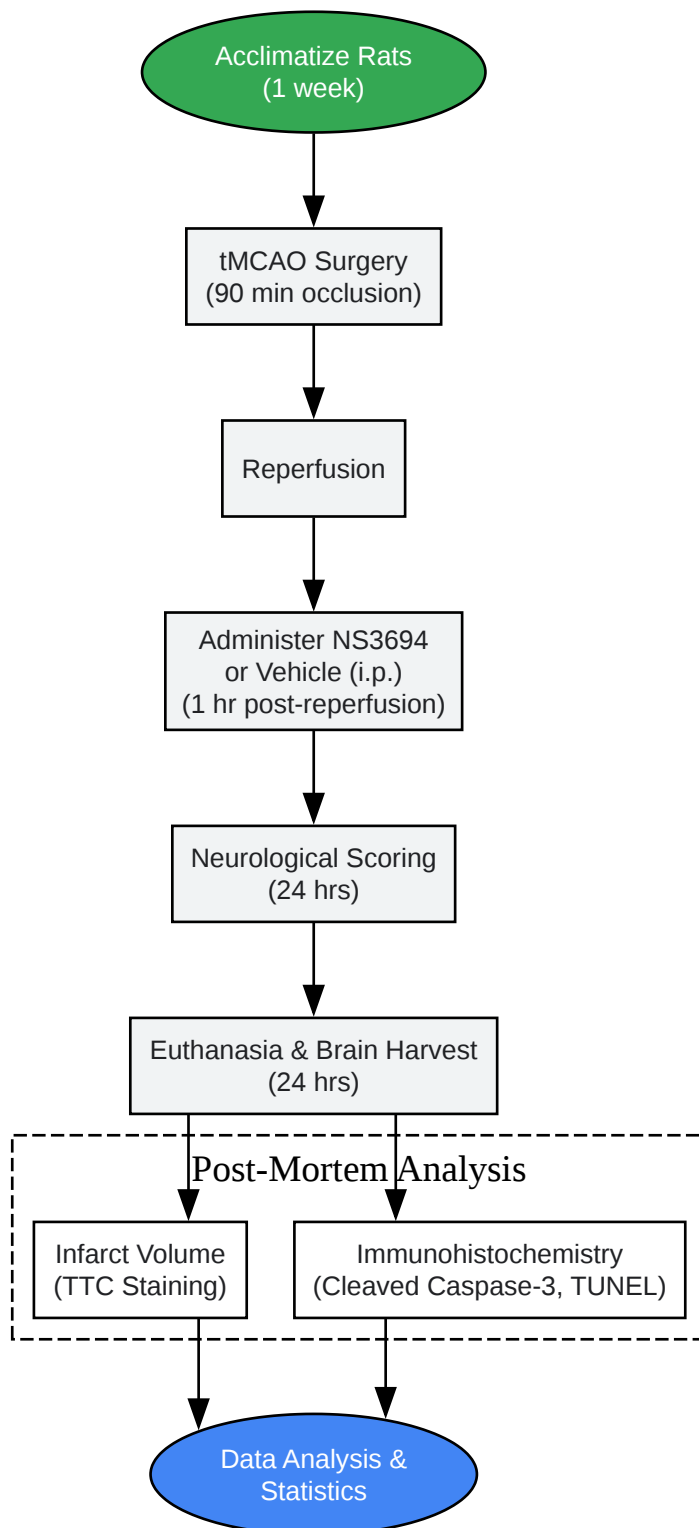 Acclimatize Rats
(1 week)
tMCAO Surgery
(90 min occlusion)
Reperfusion
Administer NS3694
or Vehicle (i.p.)
(1 hr post-reperfusion)
Neurological Scoring
(24 hrs)
Euthanasia & Brain Harvest
(24 hrs)
Post-Mortem Analysis
Infarct Volume
(TTC Staining)
Immunohistochemistry
(Cleaved Caspase-3, TUNEL)
Data Analysis &
Statistics